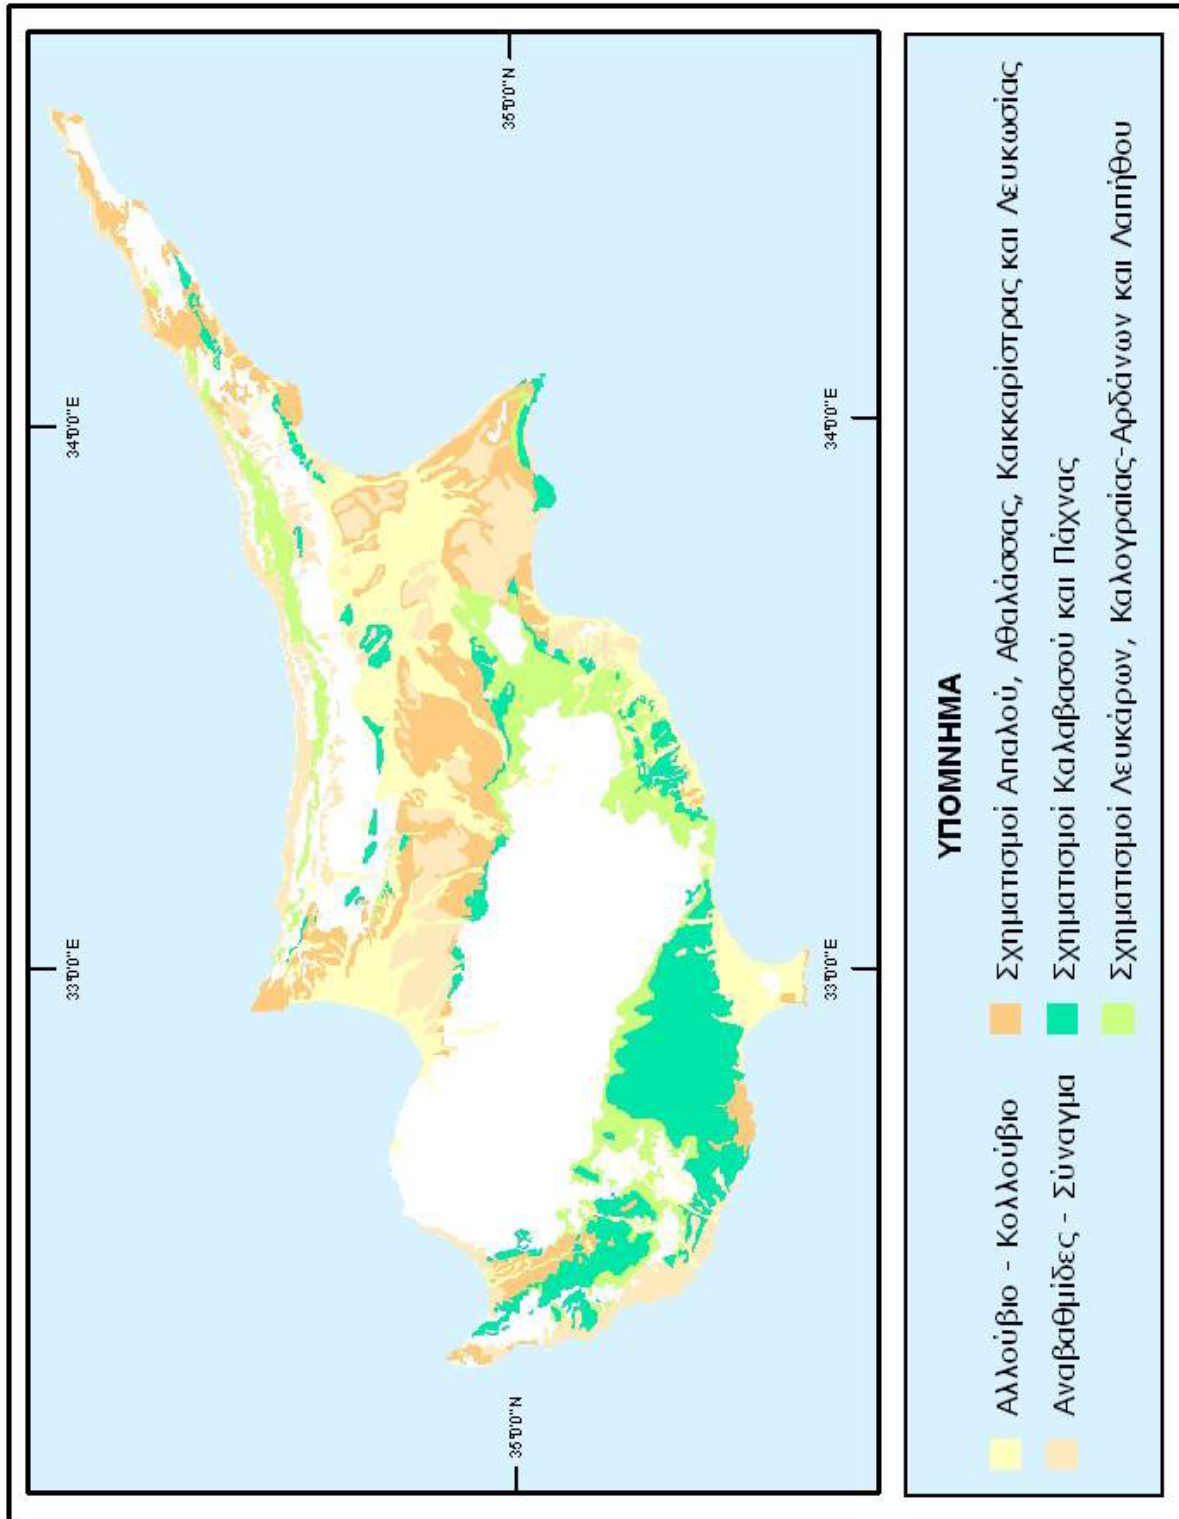 33°0'0"E
34°0'0"E
35°0'0"N
35°0'0"N
33°0'0"E
34°0'0"E
ΥΠΟΜΝΗΜΑ
Αλλούβιο - Κολλούβιο
Αναβαθμίδες - Σύναγμα
Σχηματισμοί Απαλού, Αθαλάσσας, Κακκαρίστρας και Λευκωσίας
Σχηματισμοί Καλαβασού και Πάχνας
Σχηματισμοί Λευκάρων, Καλογραίας-Αρδάνων και Λαπήθου